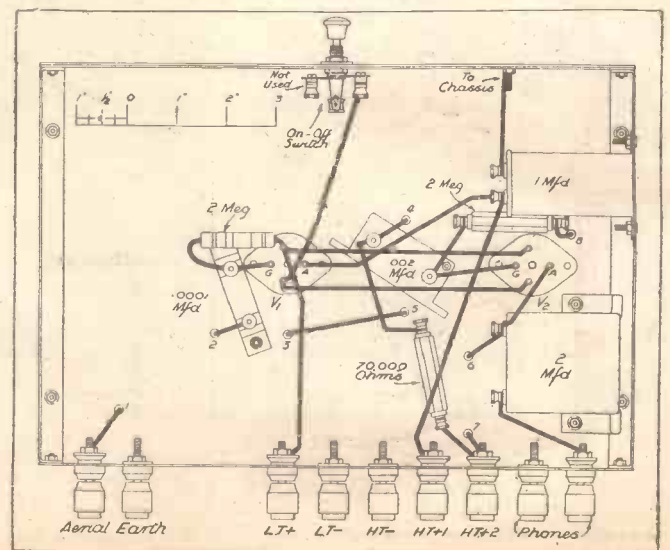 Not
Used
To
Chassis
1" ½ 0 1" 2" 3
On-Off
Switch
1 Mfd
2 Meg
4
2 Meg
8
G
A
.002
Mfd
G
A
.0001
Mfd
V1
V2
2
3
5
6
2
Mfd
70,000
Ohms
1
7
Aerial Earth LT+ LT- HT- HT+1 HT+2 Phones